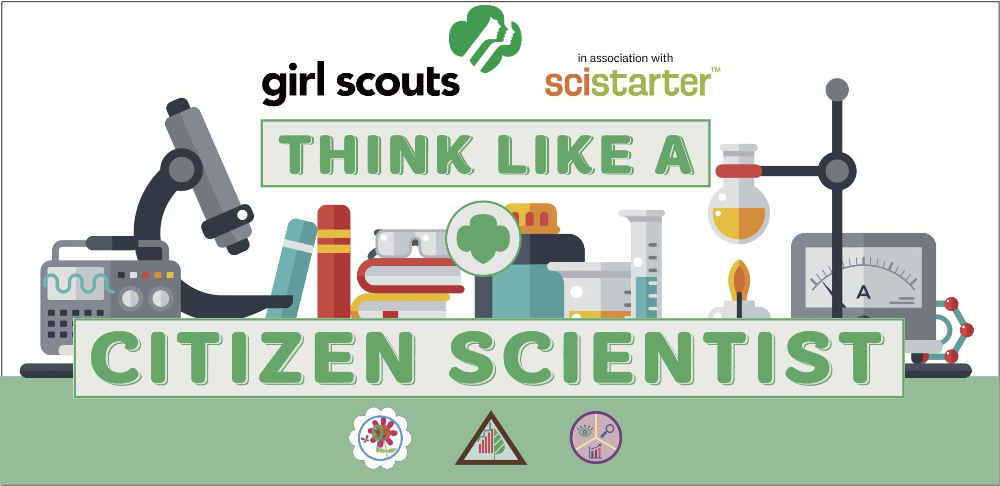 girl scouts
in association with
scistarter™
THINK LIKE A
A
CITIZEN SCIENTIST